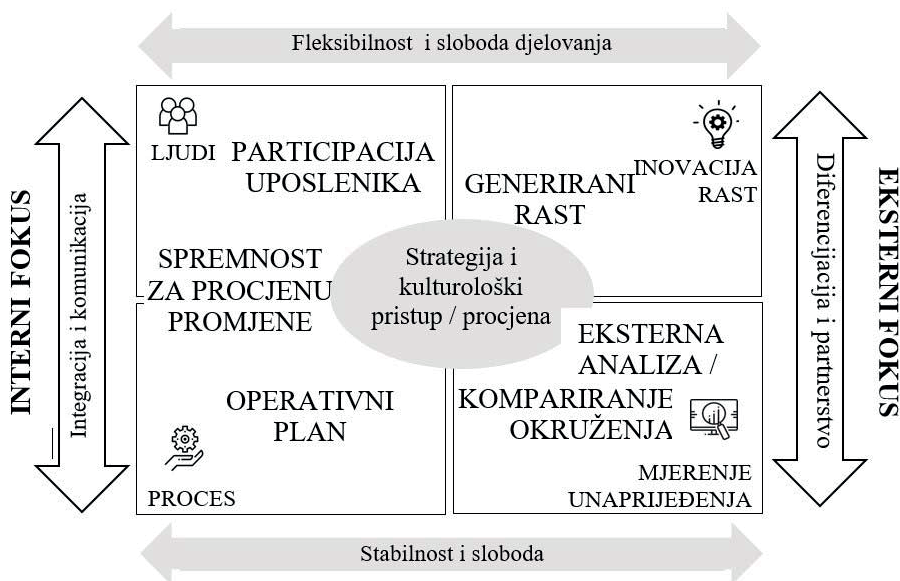 Fleksibilnost i sloboda djelovanja
INTERNI FOKUS
Integracija i komunikacija
LJUDI
PARTICIPACIJA
UPOSLENIKA
GENERIRANI
RAST
INOVACIJA
RAST
SPREMNOST
ZA PROCJENU
PROMJENE
Strategija i
kulturološki
pristup / procjena
OPERATIVNI
PLAN
PROCES
EKSTERNA
ANALIZA /
KOMPARIRANJE
OKRUŽENJA
MJERENJE
UNAPRIJEĐENJA
Diferencijacija i partnerstvo
EKSTERNI FOKUS
Stabilnost i sloboda